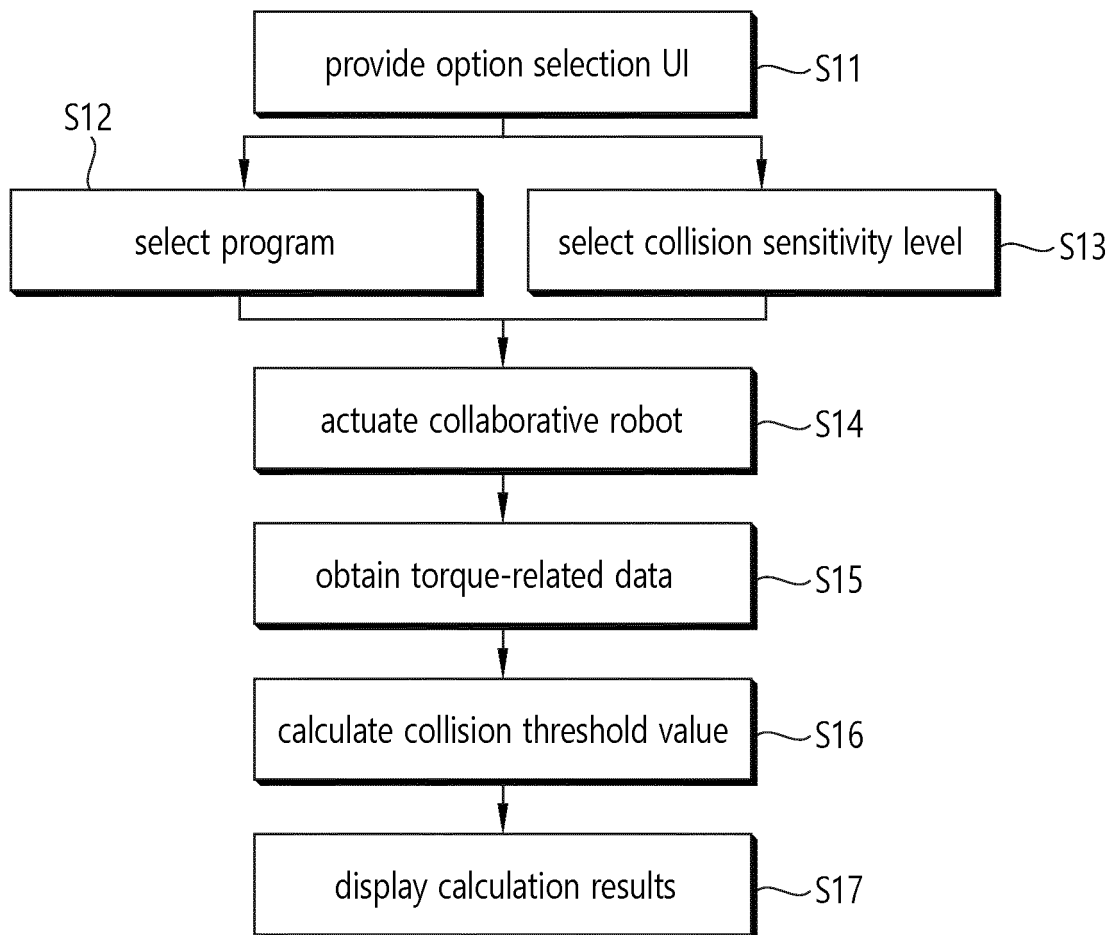 provide option selection UI
S11
S12
select program
select collision sensitivity level
S13
actuate collaborative robot
S14
obtain torque-related data
S15
calculate collision threshold value
S16
display calculation results
S17